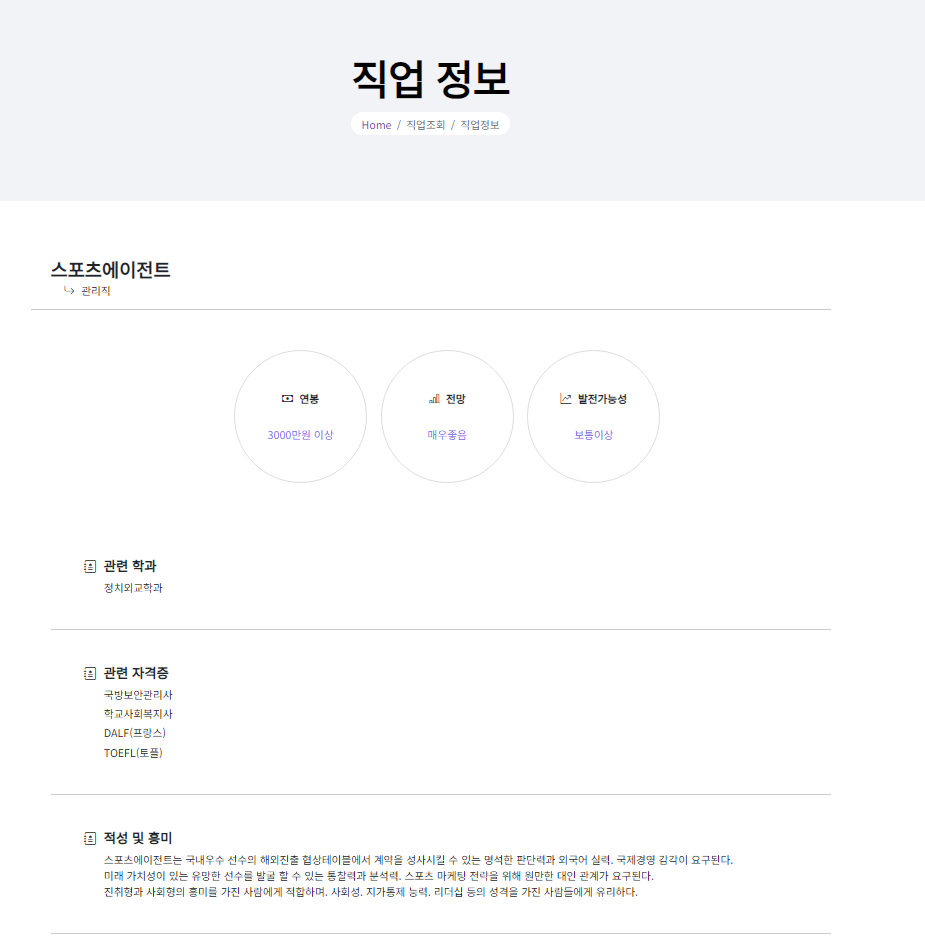 직업 정보
Home / 직업조회 / 직업정보
스포츠에이전트
관리직
연봉
3000만원 이상
전망
매우좋음
발전가능성
보통이상
관련 학과
정치외교학과
관련 자격증
국방보안관리사
학교사회복지사
DALF(프랑스)
TOEFL(토플)
적성 및 흥미
스포츠에이전트는 국내우수 선수의 해외진출 협상테이블에서 계약을 성사시킬 수 있는 명석한 판단력과 외국어 실력. 국제경영 감각이 요구된다.
미래 가치성이 있는 유망한 선수를 발굴 할 수 있는 통찰력과 분석력. 스포츠 마케팅 전략을 위해 원만한 대인 관계가 요구된다.
진취형과 사회형의 흥미를 가진 사람에게 적합하며. 사회성. 자기통제 능력. 리더십 등의 성격을 가진 사람들에게 유리하다.